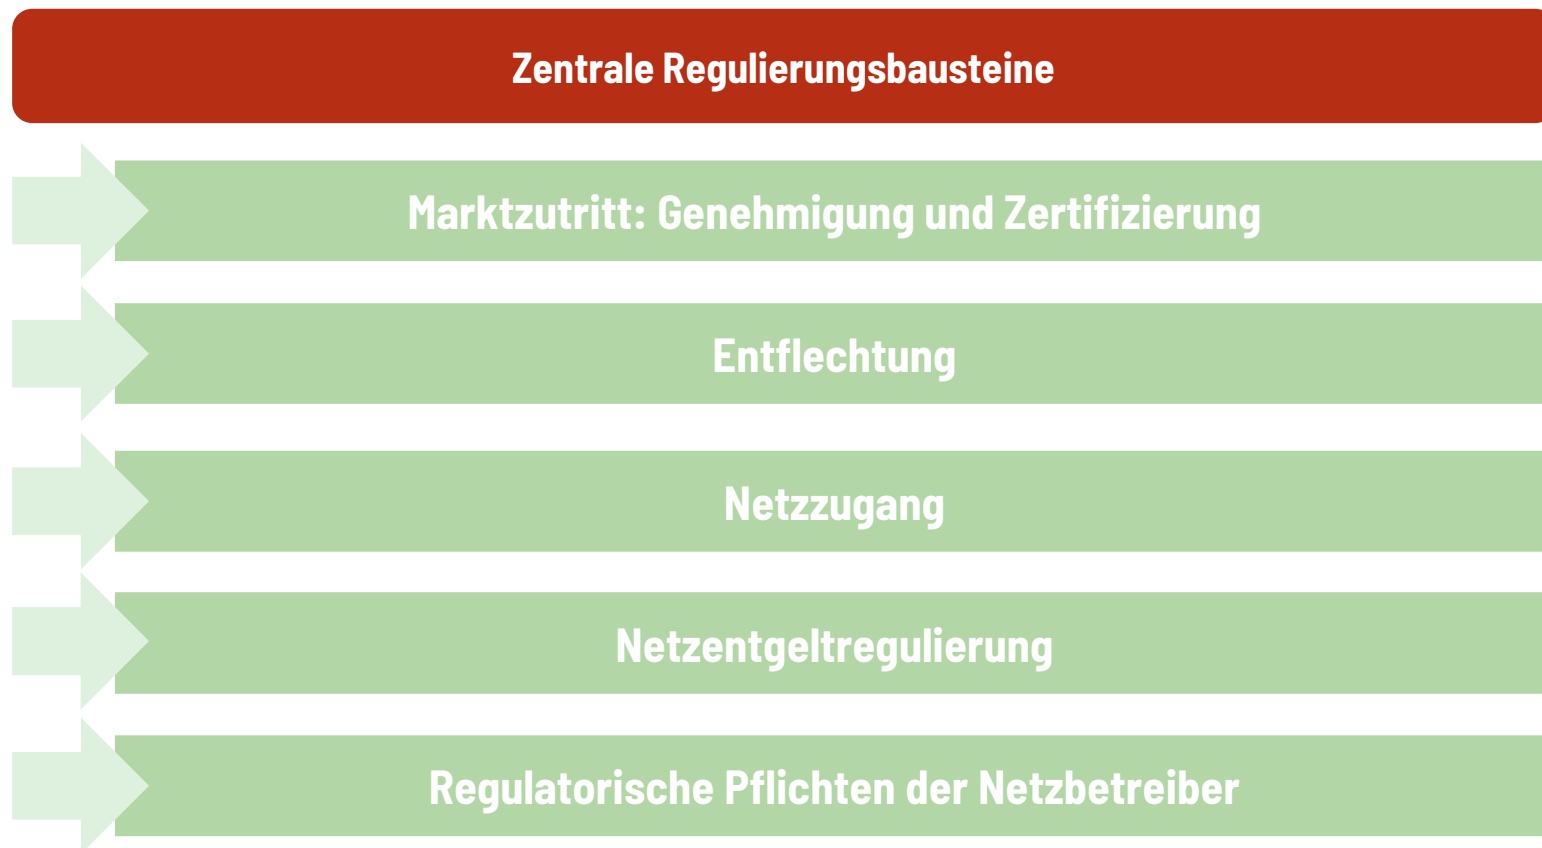 Zentrale Regulierungsbausteine
Marktzutritt: Genehmigung und Zertifizierung
Entflechtung
Netzzugang
Netzentgeltregulierung
Regulatorische Pflichten der Netzbetreiber